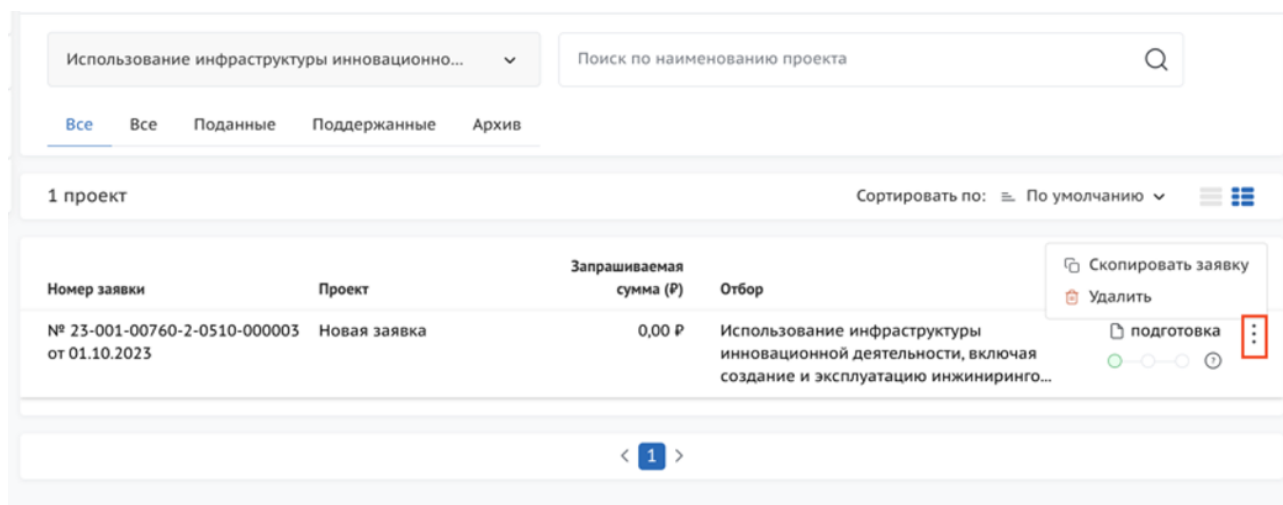 Использование инфраструктуры инновационно...
Поиск по наименованию проекта
Все Все Поданные Поддержанные Архив
1 проект
Сортировать по: По умолчанию
Скопировать заявку
Удалить
Номер заявки
Проект
Запрашиваемая
сумма (₽)
Отбор
№ 23-001-00760-2-0510-000003
от 01.10.2023
Новая заявка
0,00 ₽
Использование инфраструктуры
инновационной деятельности, включая
создание и эксплуатацию инжиниринго...
подготовка
?
< 1 >